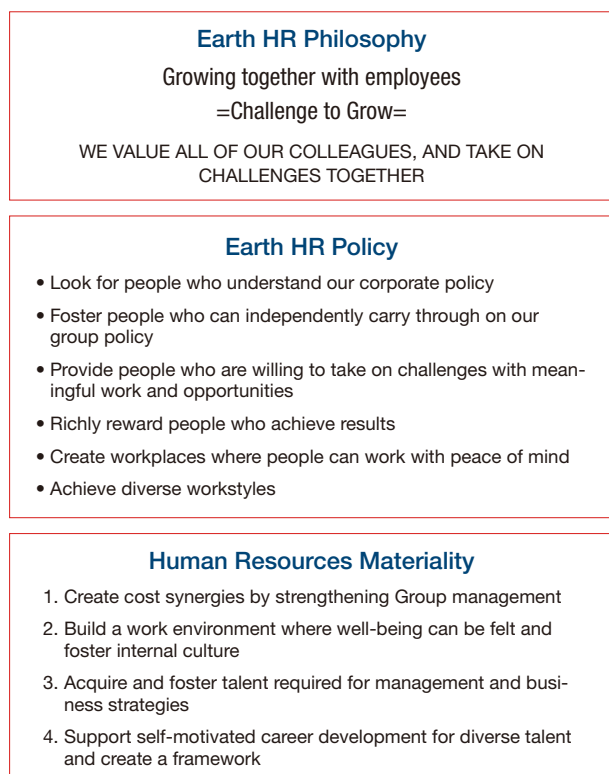 Earth HR Philosophy
Growing together with employees
=Challenge to Grow=
WE VALUE ALL OF OUR COLLEAGUES, AND TAKE ON
CHALLENGES TOGETHER
Earth HR Policy
• Look for people who understand our corporate policy
• Foster people who can independently carry through on our
group policy
• Provide people who are willing to take on challenges with mean-
ingful work and opportunities
• Richly reward people who achieve results
• Create workplaces where people can work with peace of mind
• Achieve diverse workstyles
Human Resources Materiality
1. Create cost synergies by strengthening Group management
2. Build a work environment where well-being can be felt and
foster internal culture
3. Acquire and foster talent required for management and busi-
ness strategies
4. Support self-motivated career development for diverse talent
and create a framework